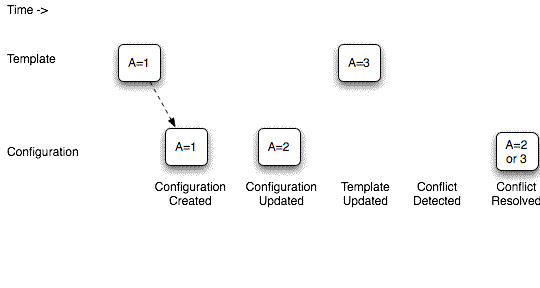 Time ->
Template
A=1
A=3
Configuration
A=1
A=2
A=2
or 3
Configuration
Created
Configuration
Updated
Template
Updated
Conflict
Detected
Conflict
Resolved